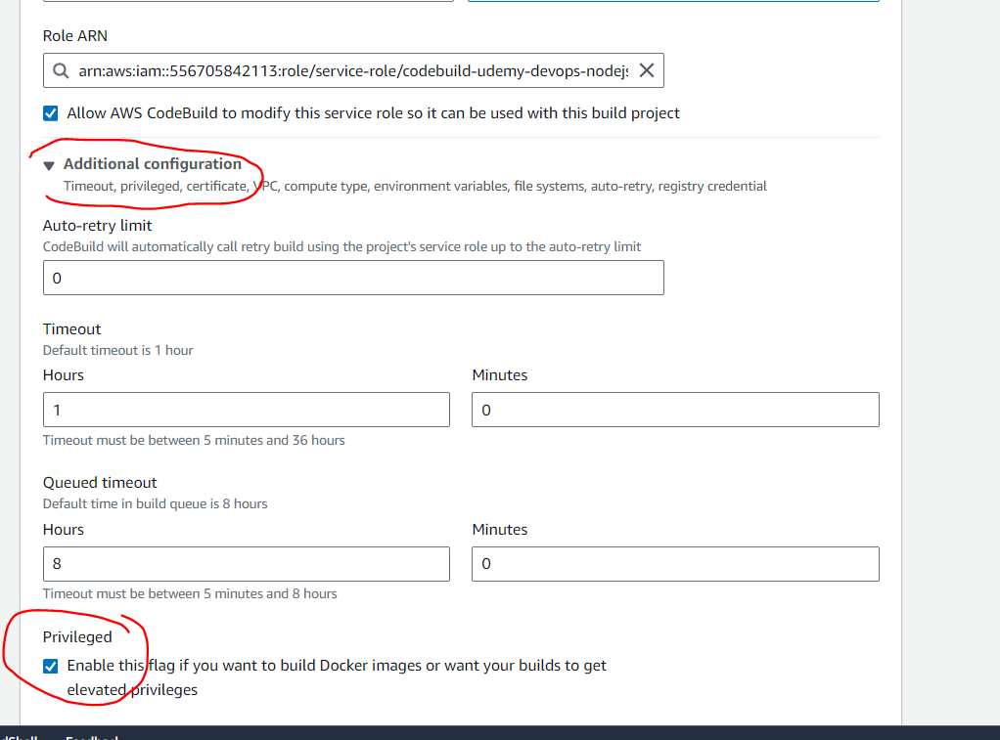 Role ARN
arn:aws:iam::556705842113:role/service-role/codebuild-udemy-devops-nodejs
Allow AWS CodeBuild to modify this service role so it can be used with this build project
Additional configuration
Timeout, privileged, certificate, VPC, compute type, environment variables, file systems, auto-retry, registry credential
Auto-retry limit
CodeBuild will automatically call retry build using the project's service role up to the auto-retry limit
0
Timeout
Default timeout is 1 hour
Hours Minutes
1 0
Timeout must be between 5 minutes and 36 hours
Queued timeout
Default time in build queue is 8 hours
Hours Minutes
8 0
Timeout must be between 5 minutes and 8 hours
Privileged
Enable this flag if you want to build Docker images or want your builds to get
elevated privileges